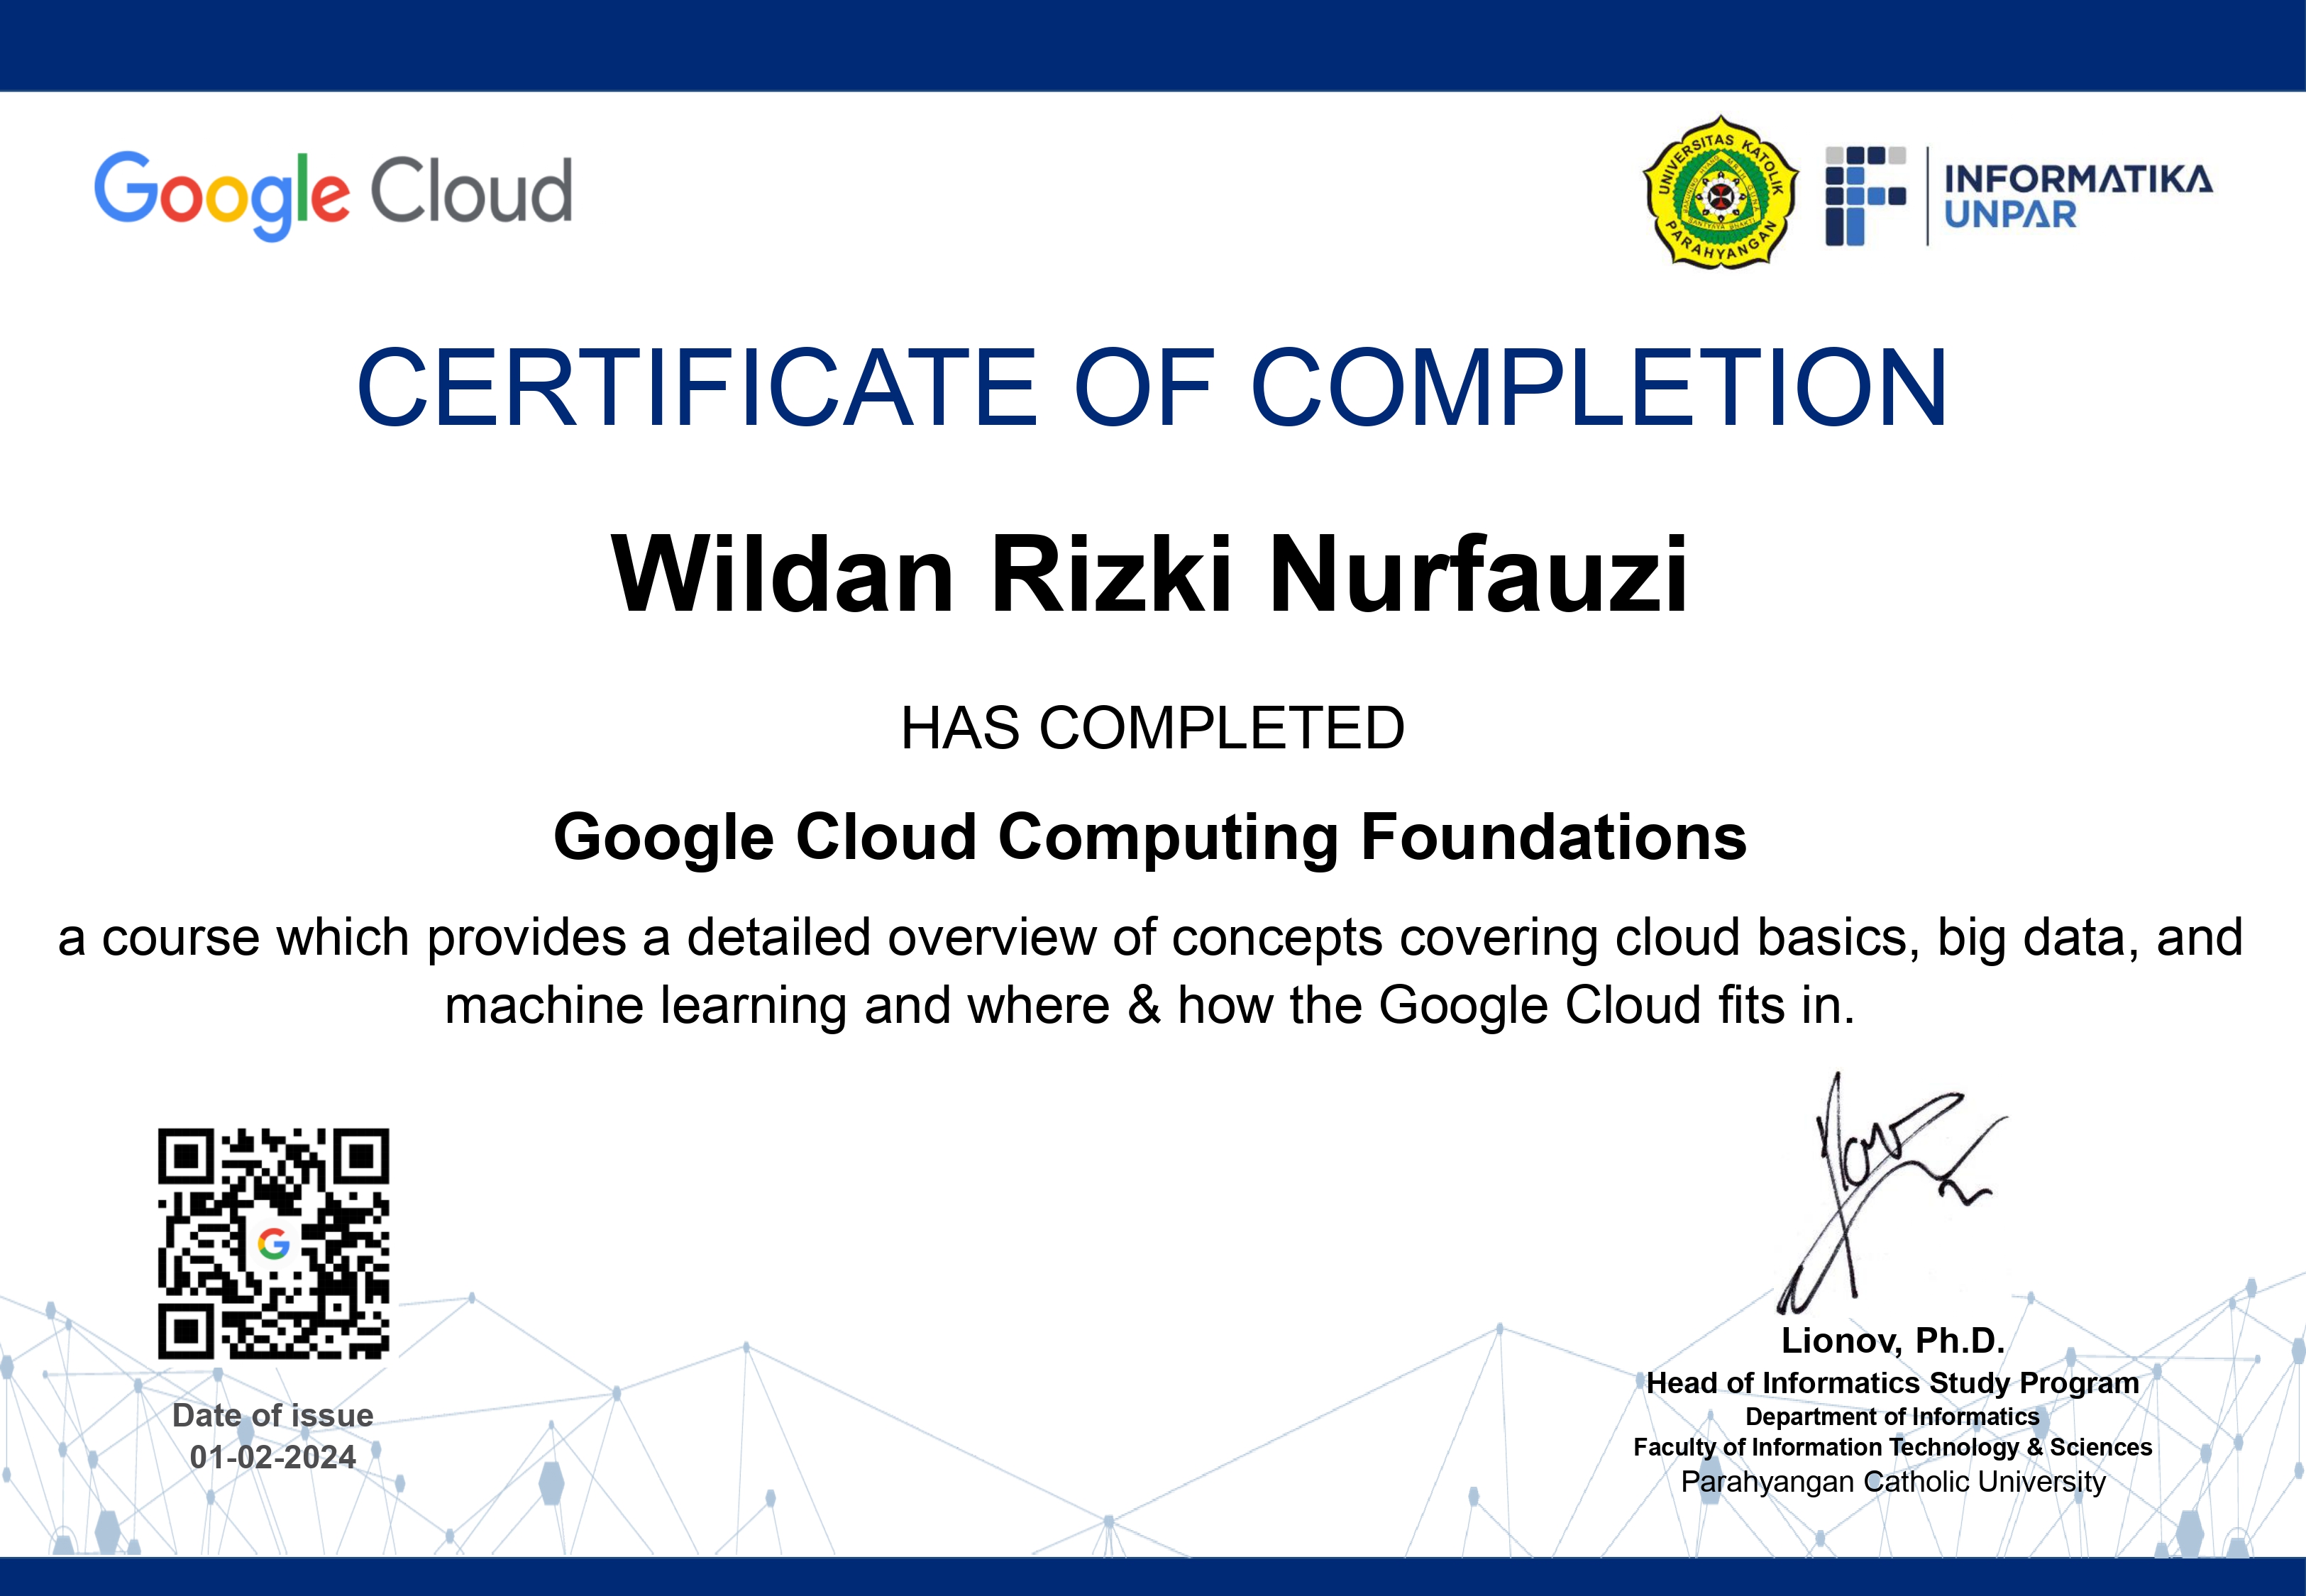 Google Cloud
UNIVERSITAS KATOLIK
PARAHYANGAN
INFORMATIKA
UNPAR
CERTIFICATE OF COMPLETION
Wildan Rizki Nurfauzi
HAS COMPLETED
Google Cloud Computing Foundations
a course which provides a detailed overview of concepts covering cloud basics, big data, and
machine learning and where & how the Google Cloud fits in.
Date of issue
01-02-2024
Lionov, Ph.D.
Head of Informatics Study Program
Department of Informatics
Faculty of Information Technology & Sciences
Parahyangan Catholic University